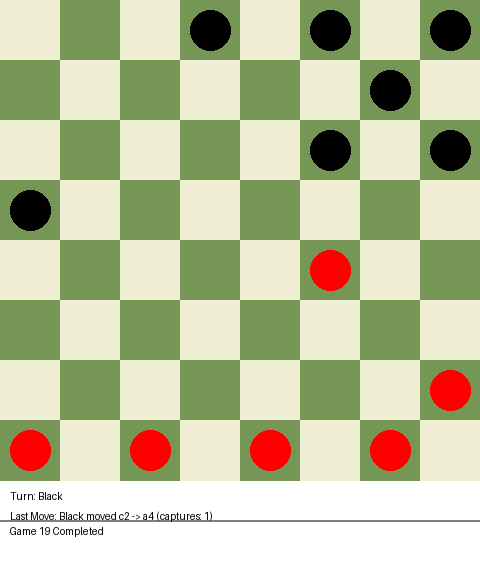 Turn: Black
Last Move: Black moved c2 -> a4 (captures: 1)
Game 19 Completed